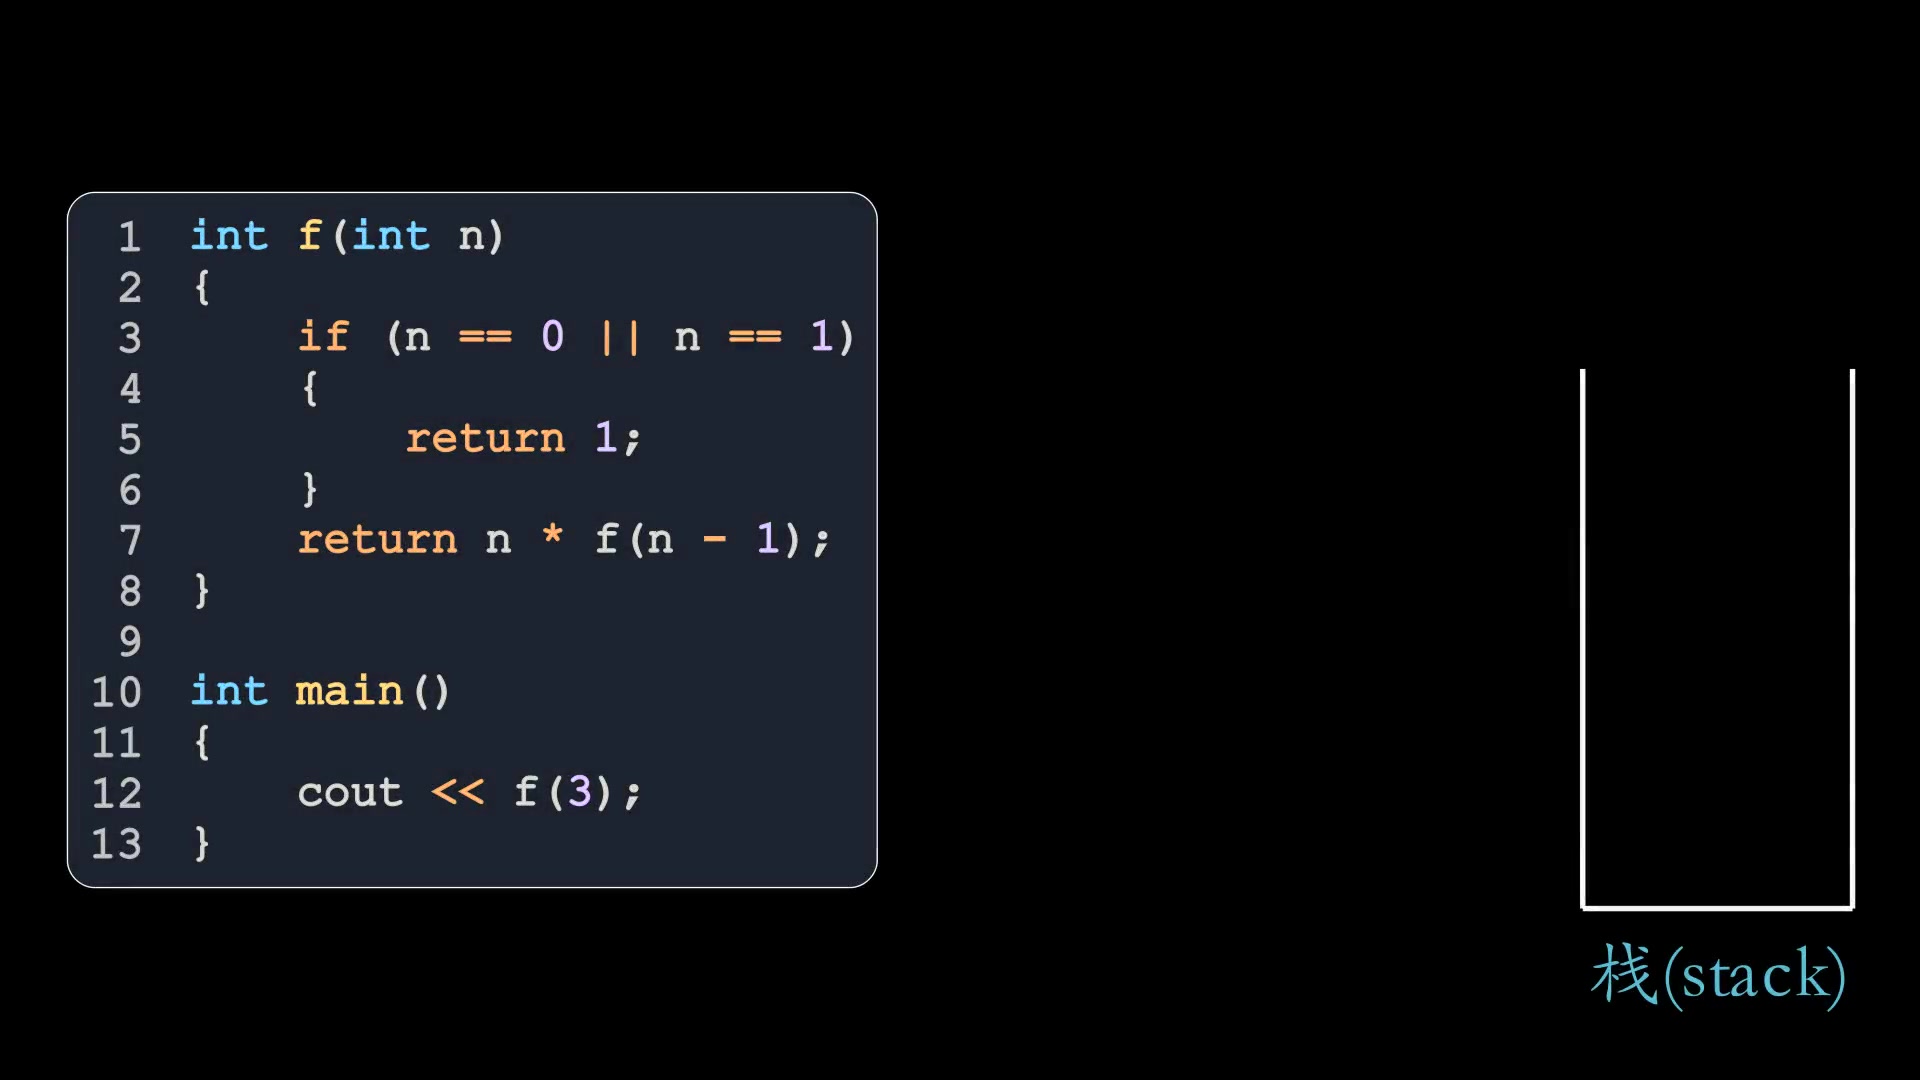 1 int f(int n)
2 {
3     if (n == 0 || n == 1)
4     {
5         return 1;
6     }
7     return n * f(n - 1);
8 }
9
10 int main()
11 {
12     cout << f(3);
13 }
栈(stack)